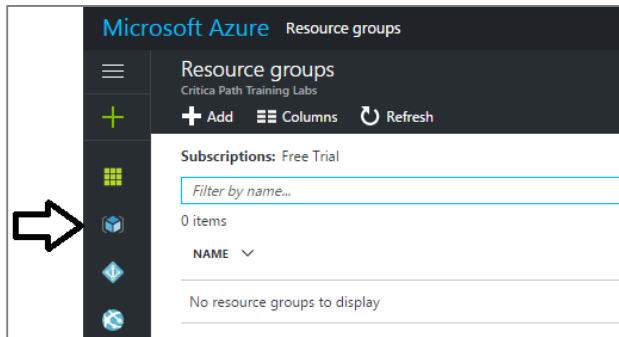 Microsoft Azure Resource groups
Resource groups
Critica Path Training Labs
Add Columns Refresh
Subscriptions: Free Trial
Filter by name...
0 items
NAME
No resource groups to display